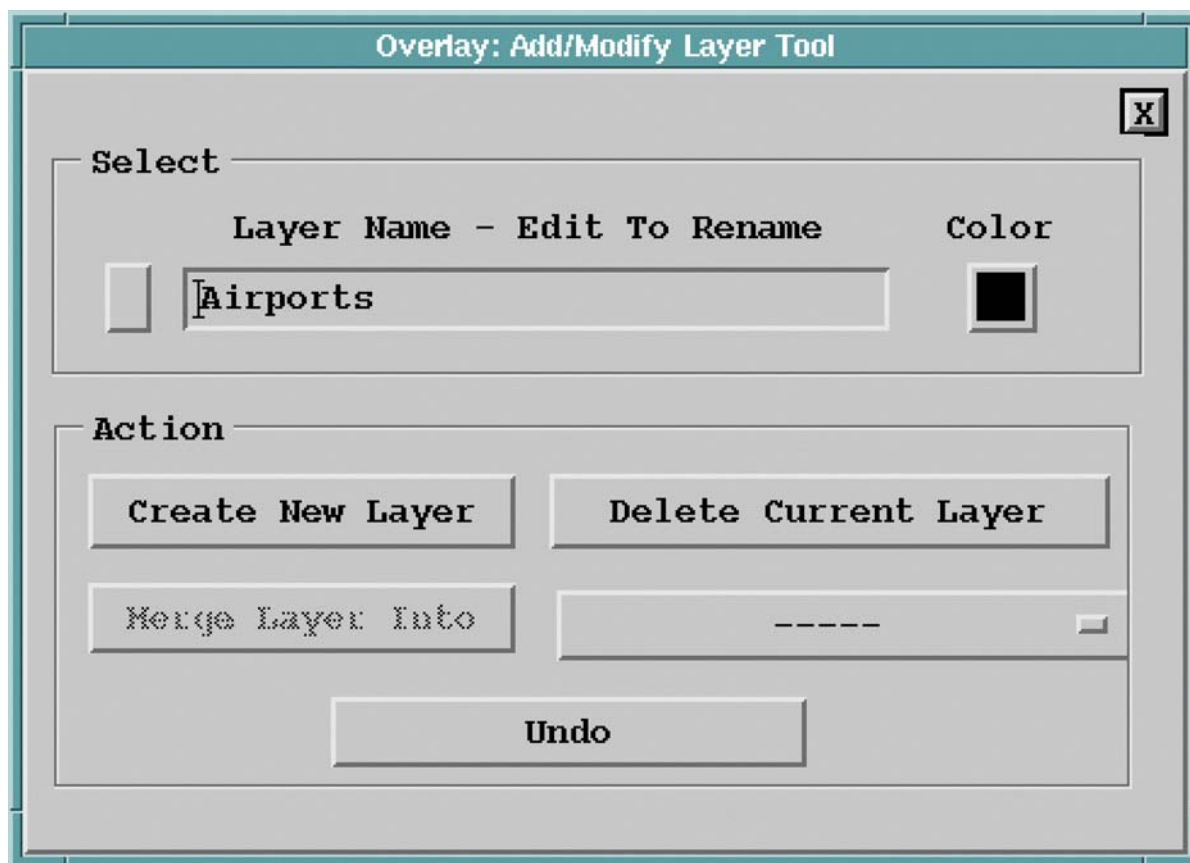 Overlay: Add/Modify Layer Tool
X
Select
Layer Name - Edit To Rename Color
Airports
Action
Create New Layer Delete Current Layer
Merge Layer Into -----
Undo